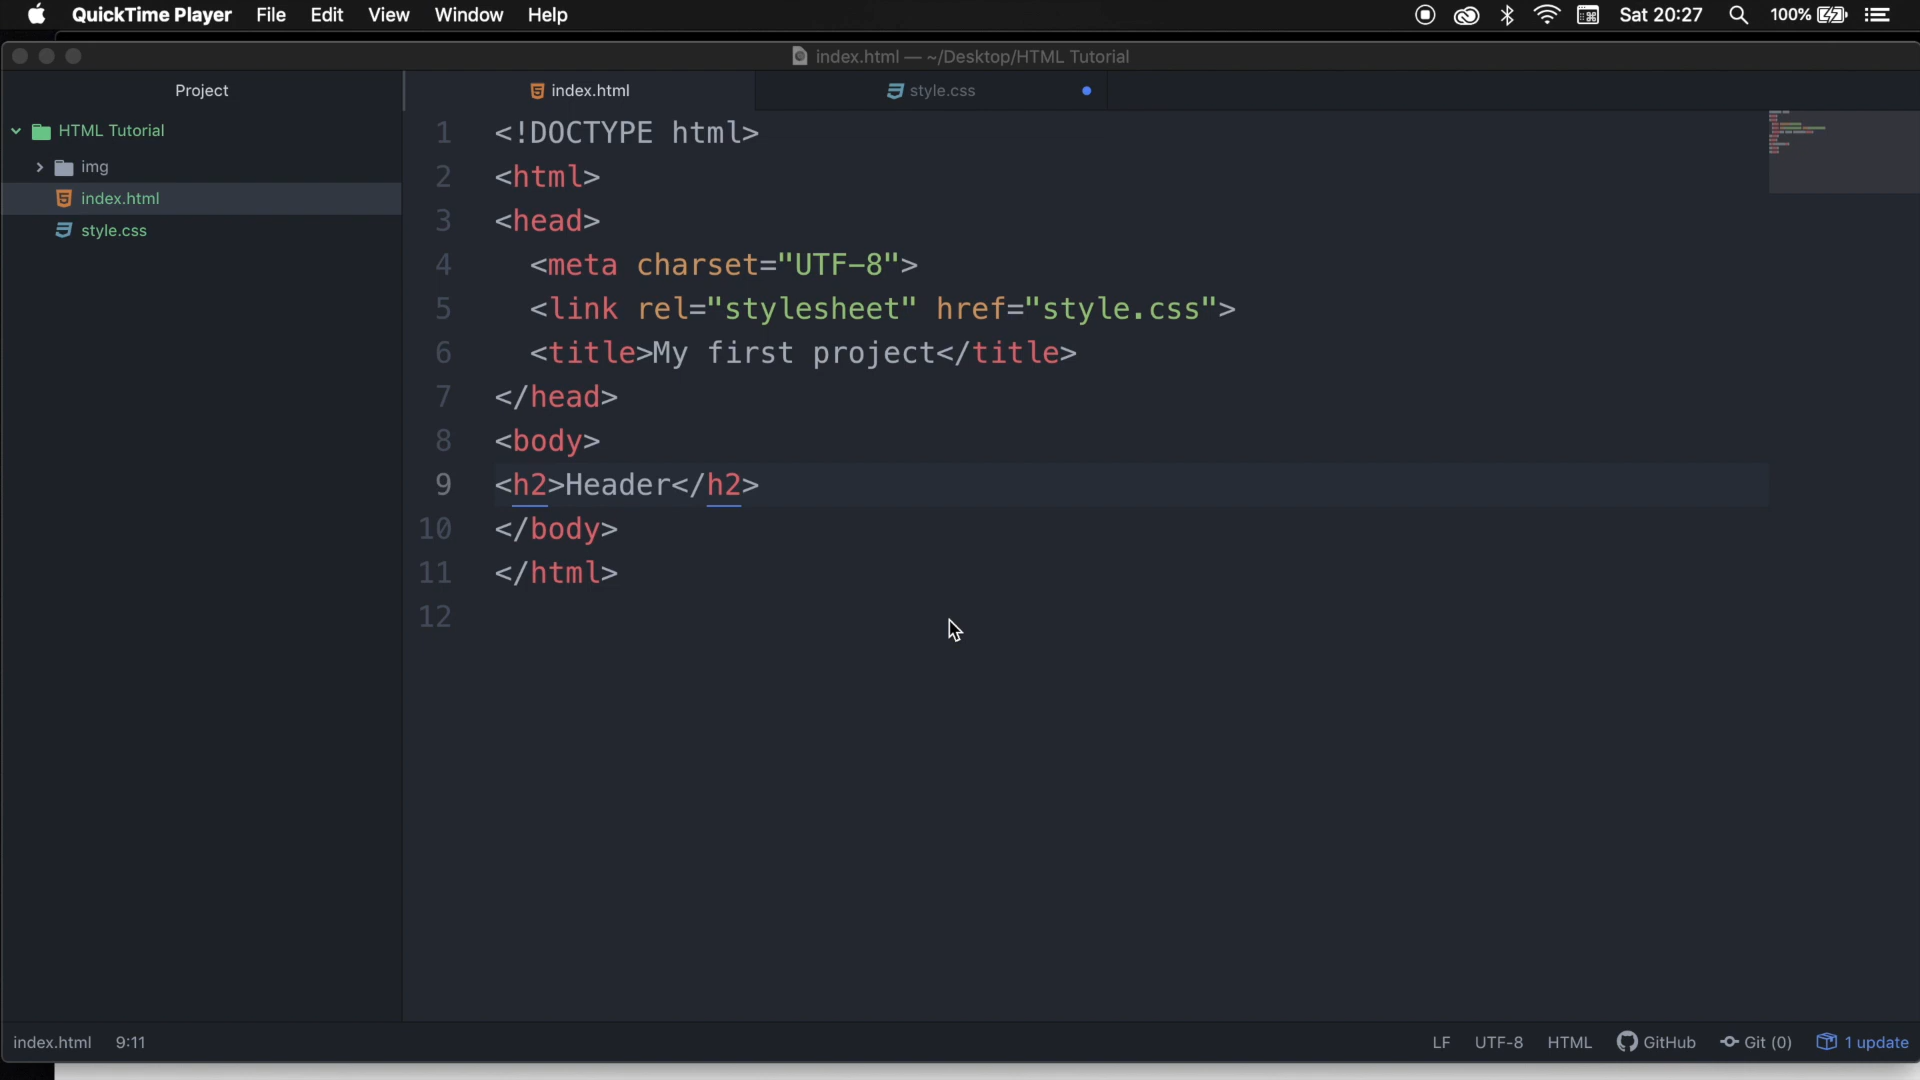 QuickTime Player File Edit View Window Help Sat 20:27 100%
index.html — ~/Desktop/HTML Tutorial
Project index.html style.css
HTML Tutorial
img
index.html
style.css
1 <!DOCTYPE html>
2 <html>
3 <head>
4 <meta charset="UTF-8">
5 <link rel="stylesheet" href="style.css">
6 <title>My first project</title>
7 </head>
8 <body>
9 <h2>Header</h2>
10 </body>
11 </html>
12
index.html 9:11 LF UTF-8 HTML GitHub Git (0) 1 update